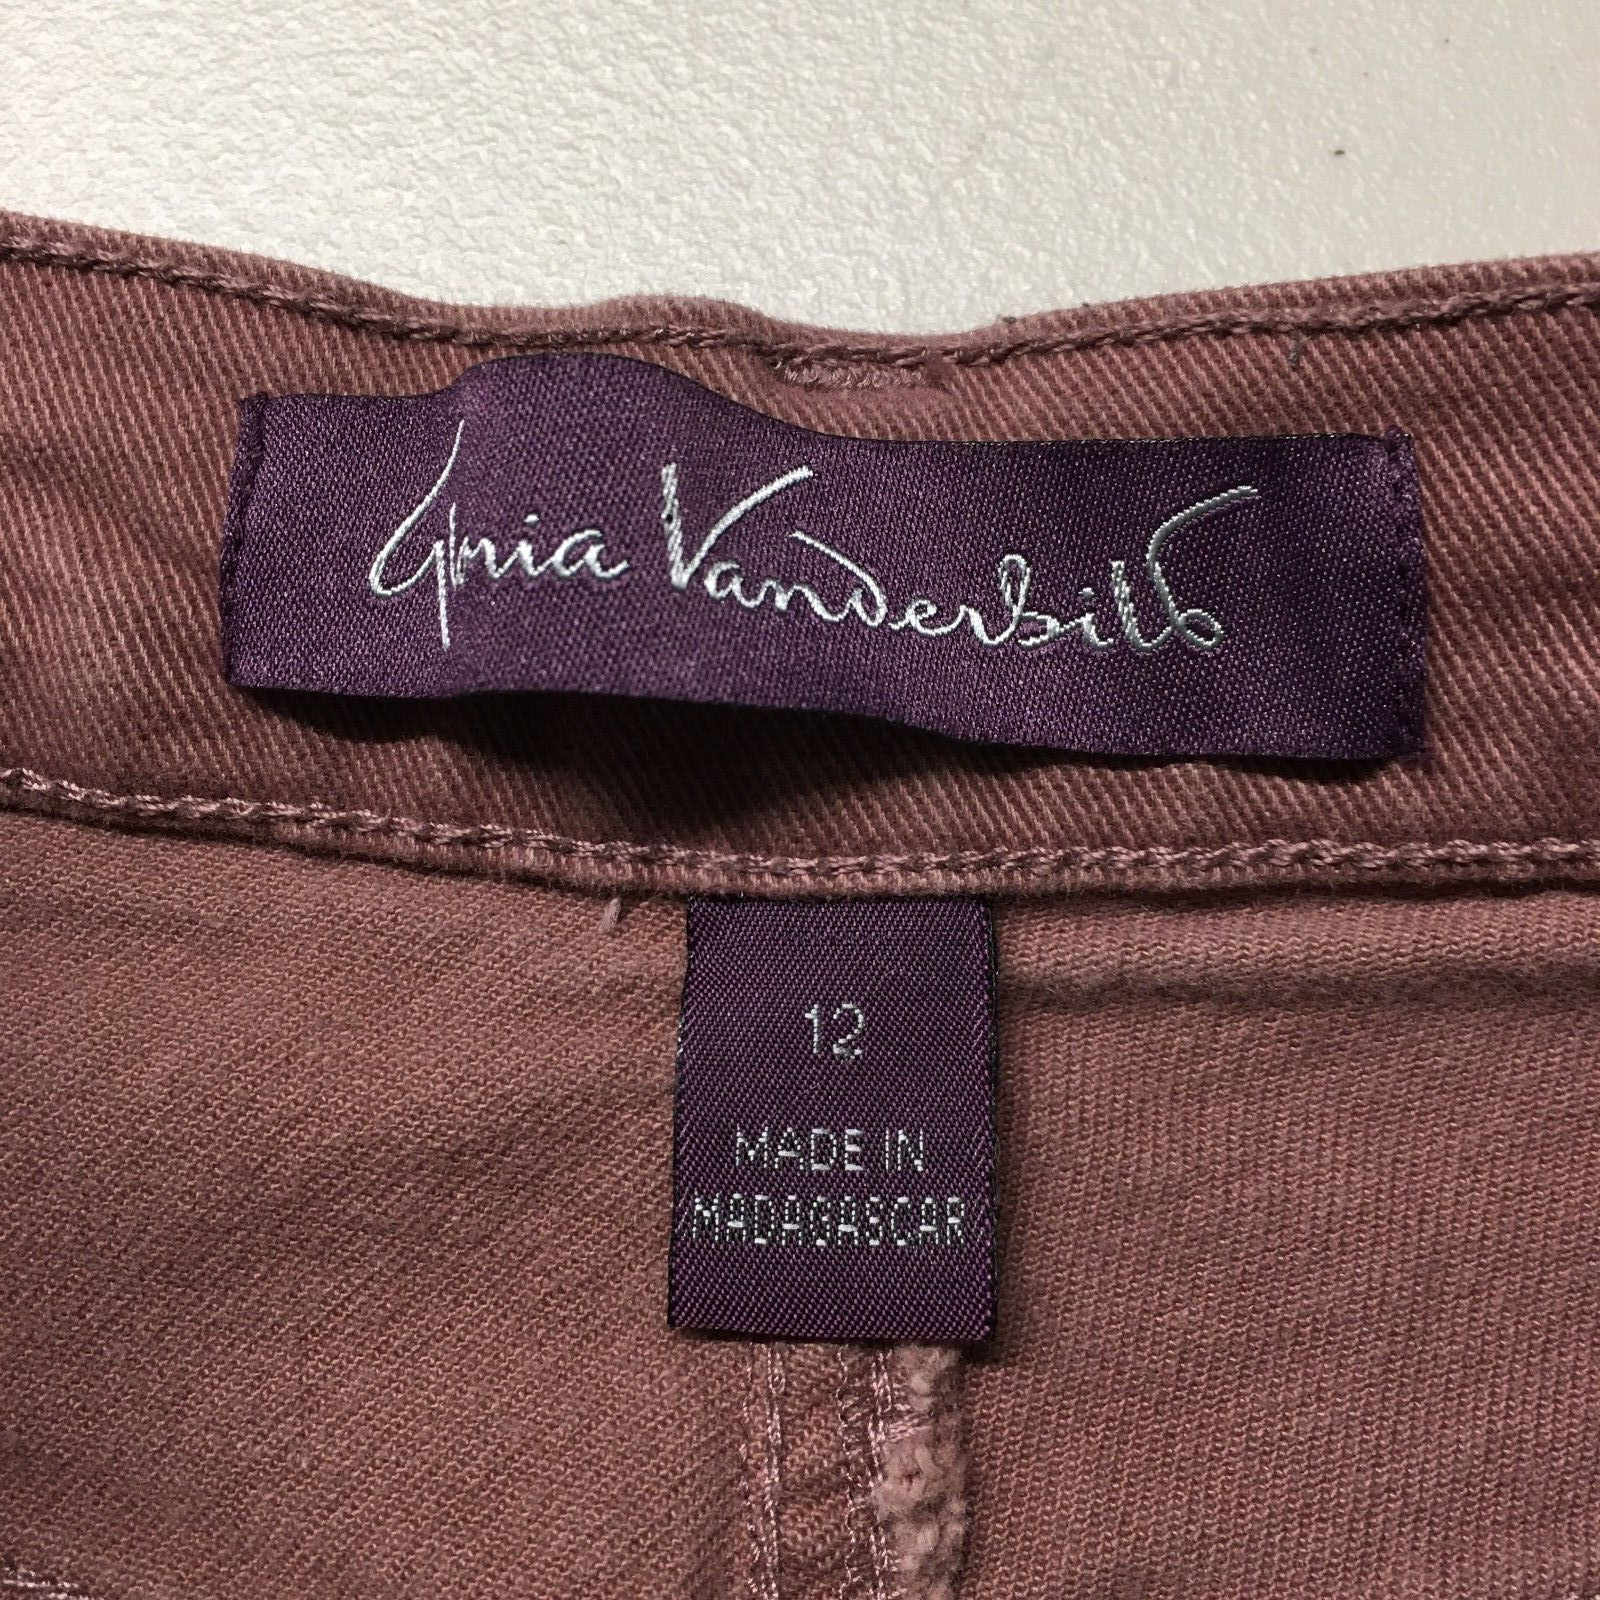 Gloria Vanderbilt
12
MADE IN
MADAGASCAR